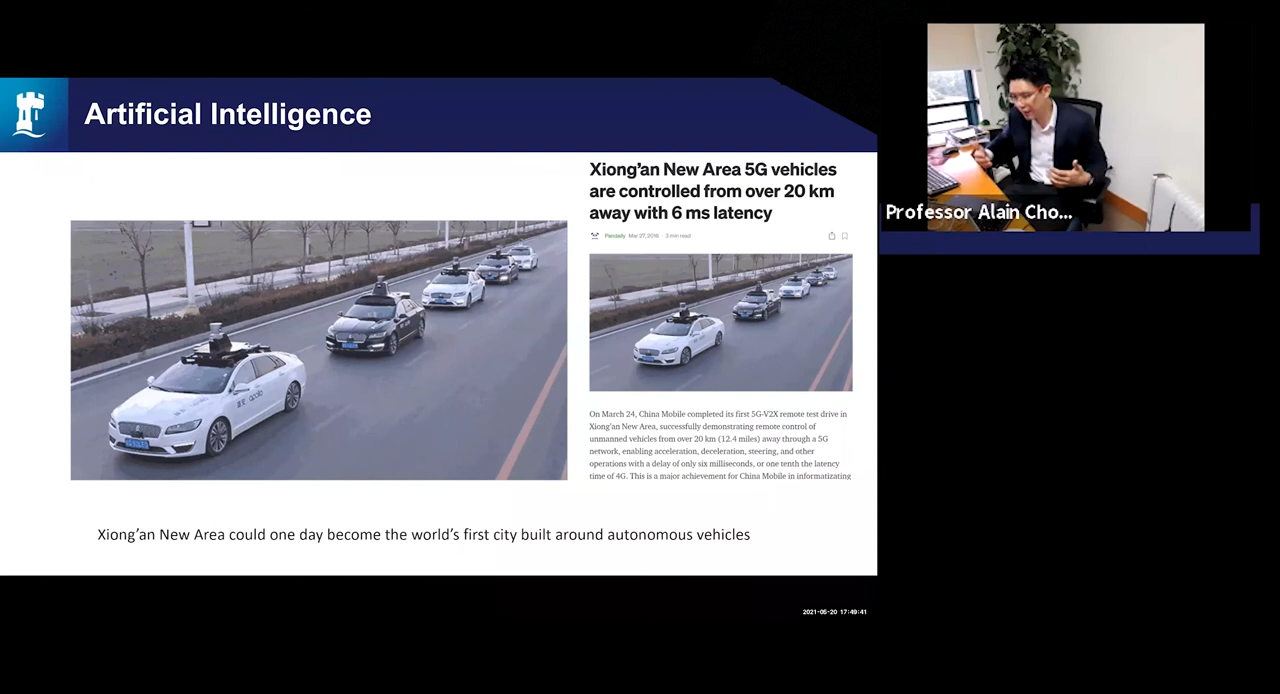 Artificial Intelligence
Xiong’an New Area 5G vehicles
are controlled from over 20 km
away with 6 ms latency
Pandaily Mar 27, 2018 · 3 min read
On March 24, China Mobile completed its first 5G-V2X remote test drive in
Xiong’an New Area, successfully demonstrating remote control of
unmanned vehicles from over 20 km (12.4 miles) away through a 5G
network, enabling acceleration, deceleration, steering, and other
operations with a delay of only six milliseconds, or one tenth the latency
time of 4G. This is a major achievement for China Mobile in informatizating
Xiong’an New Area could one day become the world’s first city built around autonomous vehicles
Professor Alain Cho...
apollo
2021-05-20 17:49:41